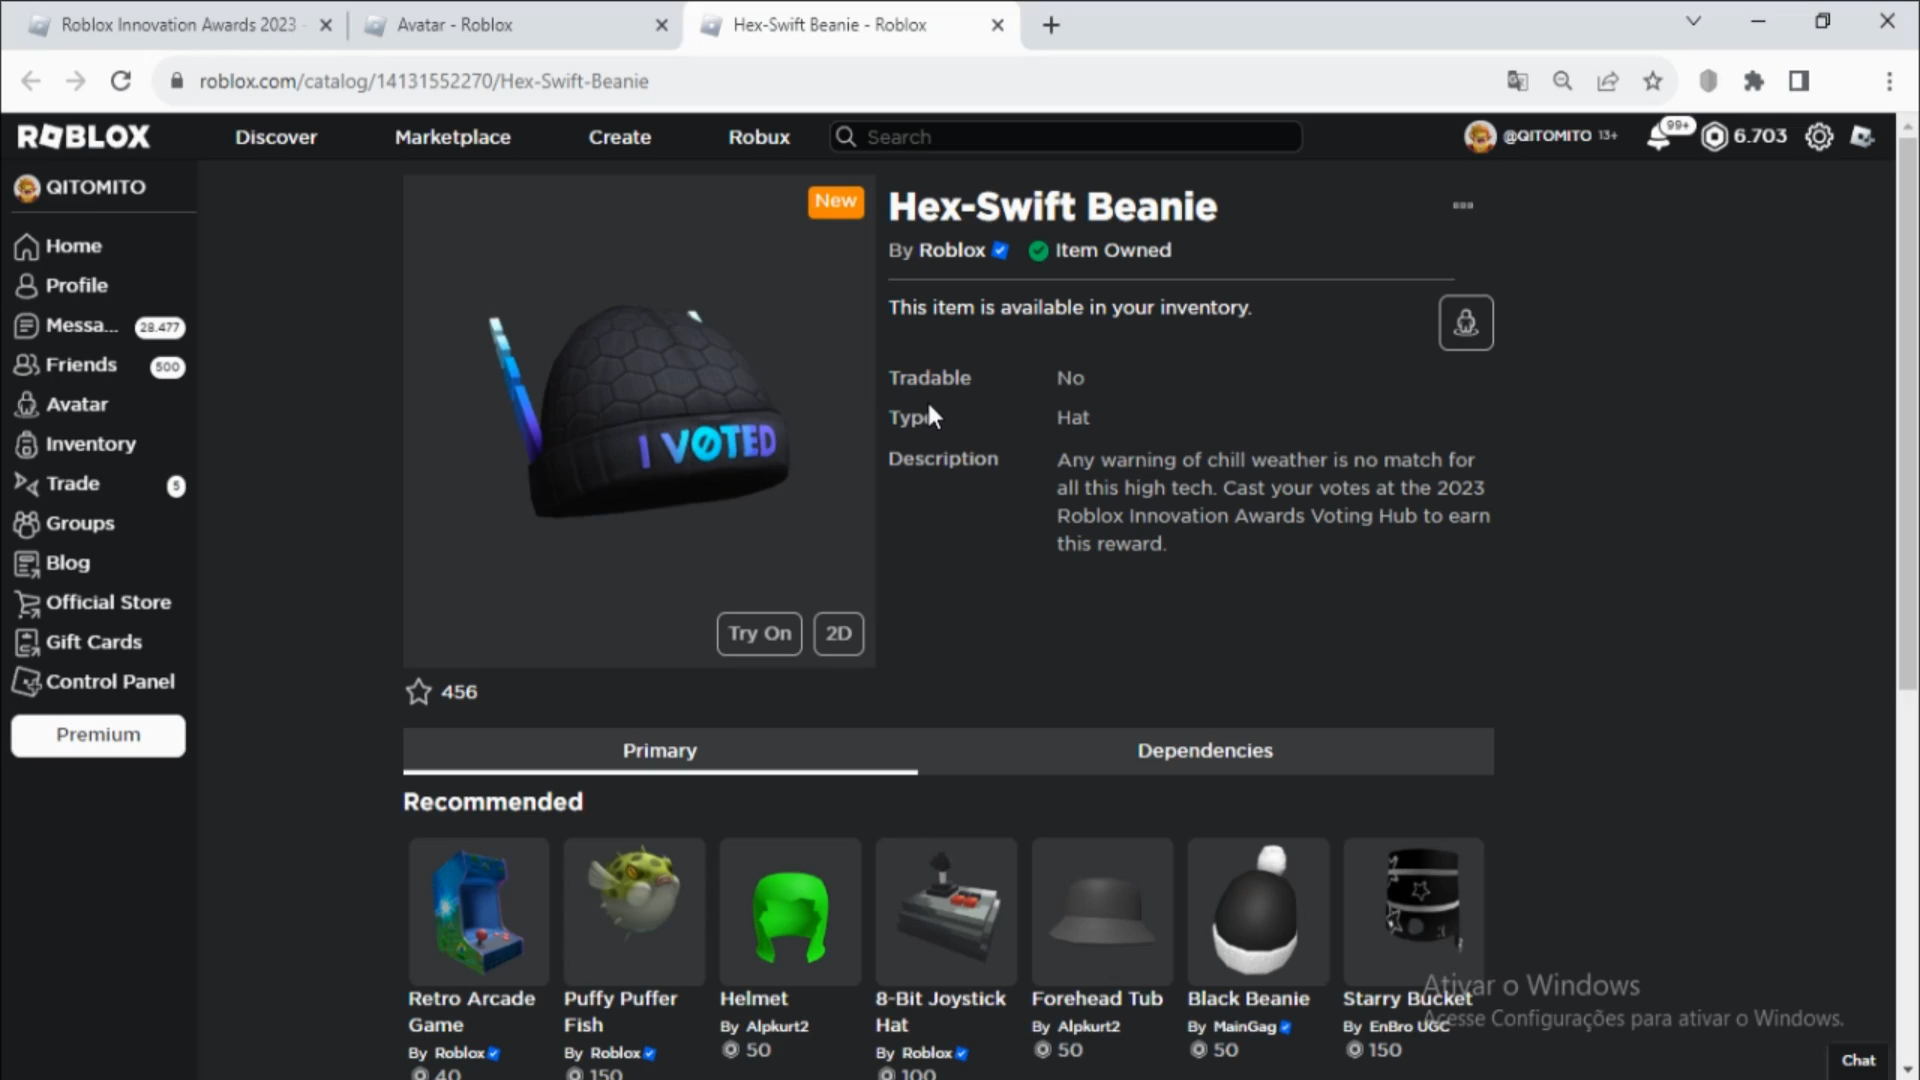 Roblox Innovation Awards 2023
Avatar - Roblox
Hex-Swift Beanie - Roblox
roblox.com/catalog/14131552270/Hex-Swift-Beanie
ROBLOX
Discover
Marketplace
Create
Robux
Search
@QITOMITO 13+
99+
6.703
QITOMITO
Home
Profile
Messa... 28.477
Friends 500
Avatar
Inventory
Trade 5
Groups
Blog
Official Store
Gift Cards
Control Panel
Premium
New
I VOTED
Try On
2D
456
Hex-Swift Beanie
By Roblox Item Owned
This item is available in your inventory.
Tradable No
Type Hat
Description Any warning of chill weather is no match for
all this high tech. Cast your votes at the 2023
Roblox Innovation Awards Voting Hub to earn
this reward.
Primary
Dependencies
Recommended
Retro Arcade
Game
By Roblox
40
Puffy Puffer
Fish
By Roblox
150
Helmet
By Alpkurt2
50
8-Bit Joystick
Hat
By Roblox
100
Forehead Tub
By Alpkurt2
50
Black Beanie
By MainGag
50
Starry Bucket
By EnBro UGC
150
Ativar o Windows
Acesse Configurações para ativar o Windows.
Chat